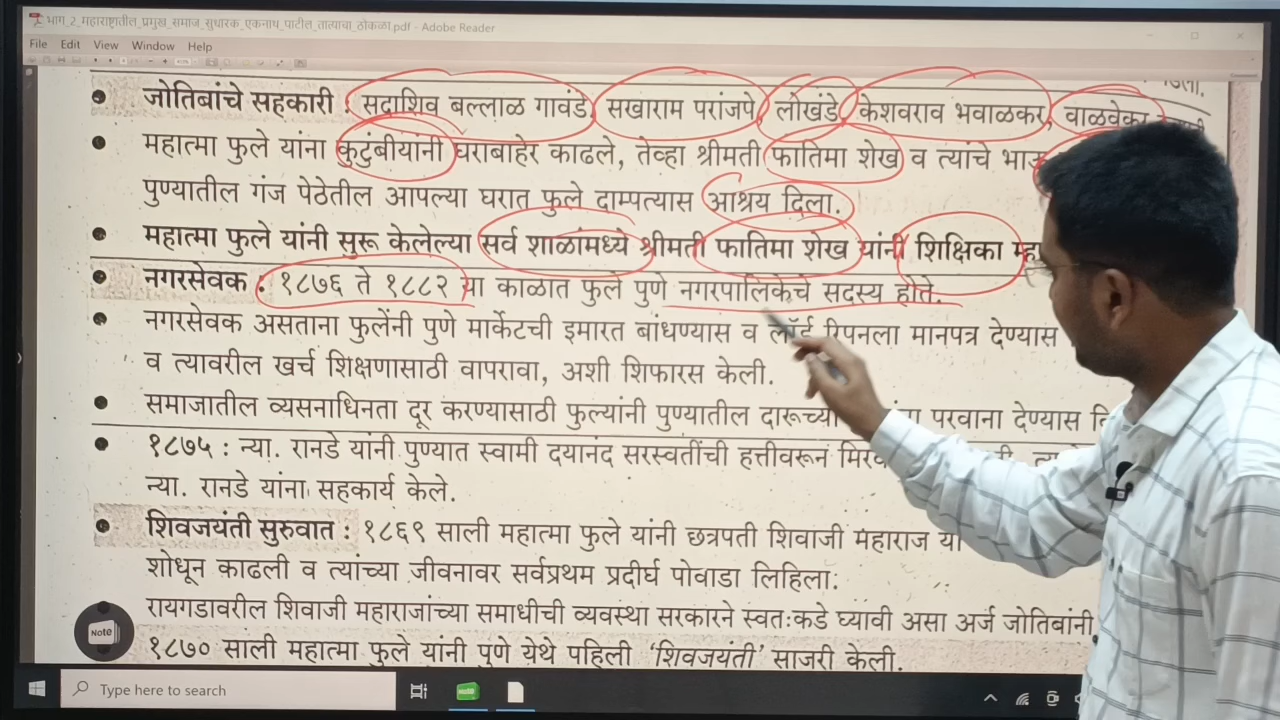 भाग_2_महाराष्ट्रातील_प्रमुख_समाज_सुधारक_एकनाथ_पाटील_तात्याचा_ठोकळा.pdf - Adobe Reader
File Edit View Window Help
जोतिबांचे सहकारी : सदाशिव बल्लाळ गावंडे, सखाराम परांजपे, लोखंडे, केशवराव भवाळकर, वाळवेकर
महात्मा फुले यांना कुटुंबीयांनी घराबाहेर काढले, तेव्हा श्रीमती फातिमा शेख व त्यांचे भाऊ
पुण्यातील गंज पेठेतील आपल्या घरात फुले दाम्पत्यास आश्रय दिला.
महात्मा फुले यांनी सुरू केलेल्या सर्व शाळांमध्ये श्रीमती फातिमा शेख यांनी शिक्षिका
नगरसेवक : १८७६ ते १८८२ या काळात फुले पुणे नगरपालिकेचे सदस्य होते.
नगरसेवक असताना फुलेंनी पुणे मार्केटची इमारत बांधण्यास व लॉर्ड रिपनला मानपत्र देण्यास
व त्यावरील खर्च शिक्षणासाठी वापरावा, अशी शिफारस केली.
समाजातील व्यसनाधिनता दूर करण्यासाठी फुल्यांनी पुण्यातील दारूच्या परवाना देण्यास
१८७५ : न्या. रानडे यांनी पुण्यात स्वामी दयानंद सरस्वतींची हत्तीवरून
न्या. रानडे यांना सहकार्य केले.
शिवजयंती सुरुवात : १८६९ साली महात्मा फुले यांनी छत्रपती शिवाजी महाराज
शोधून काढली व त्यांच्या जीवनावर सर्वप्रथम प्रदीर्घ पोवाडा लिहिला.
रायगडावरील शिवाजी महाराजांच्या समाधीची व्यवस्था सरकारने स्वतःकडे घ्यावी असा अर्ज जोतिबांनी
१८७० साली महात्मा फुले यांनी पुणे येथे पहिली 'शिवजयंती' साजरी केली.
Note
Type here to search